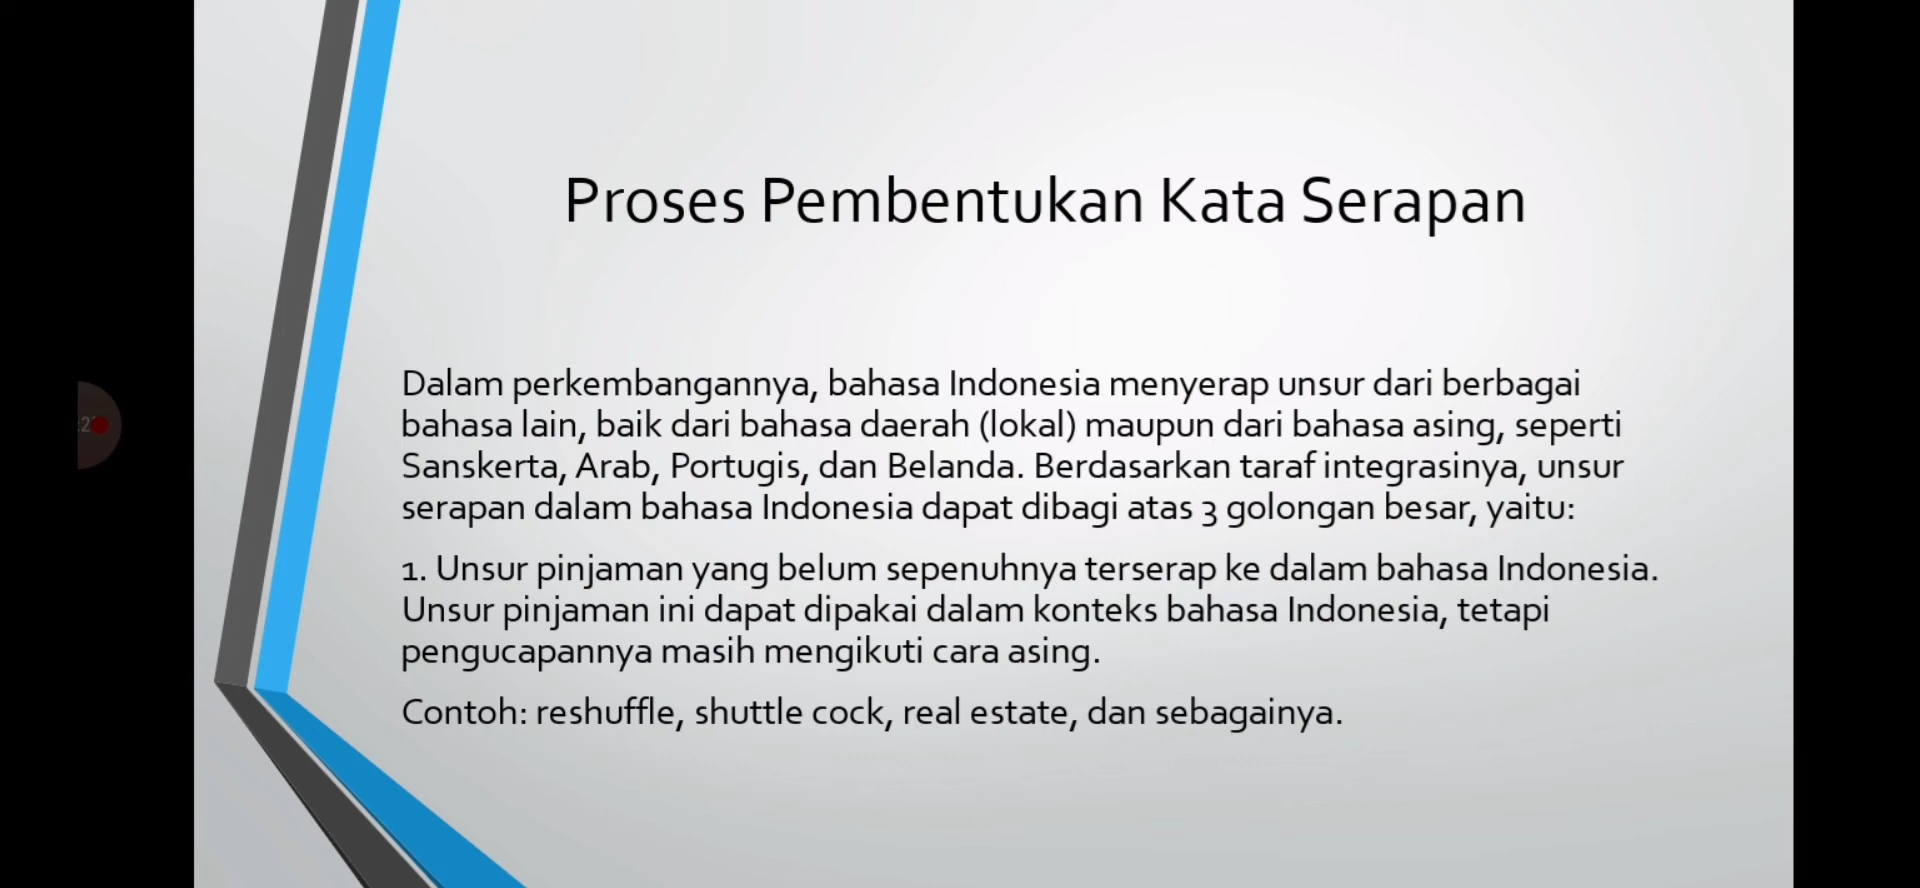 Proses Pembentukan Kata Serapan
Dalam perkembangannya, bahasa Indonesia menyerap unsur dari berbagai
bahasa lain, baik dari bahasa daerah (lokal) maupun dari bahasa asing, seperti
Sanskerta, Arab, Portugis, dan Belanda. Berdasarkan taraf integrasinya, unsur
serapan dalam bahasa Indonesia dapat dibagi atas 3 golongan besar, yaitu:
1. Unsur pinjaman yang belum sepenuhnya terserap ke dalam bahasa Indonesia.
Unsur pinjaman ini dapat dipakai dalam konteks bahasa Indonesia, tetapi
pengucapannya masih mengikuti cara asing.
Contoh: reshuffle, shuttle cock, real estate, dan sebagainya.